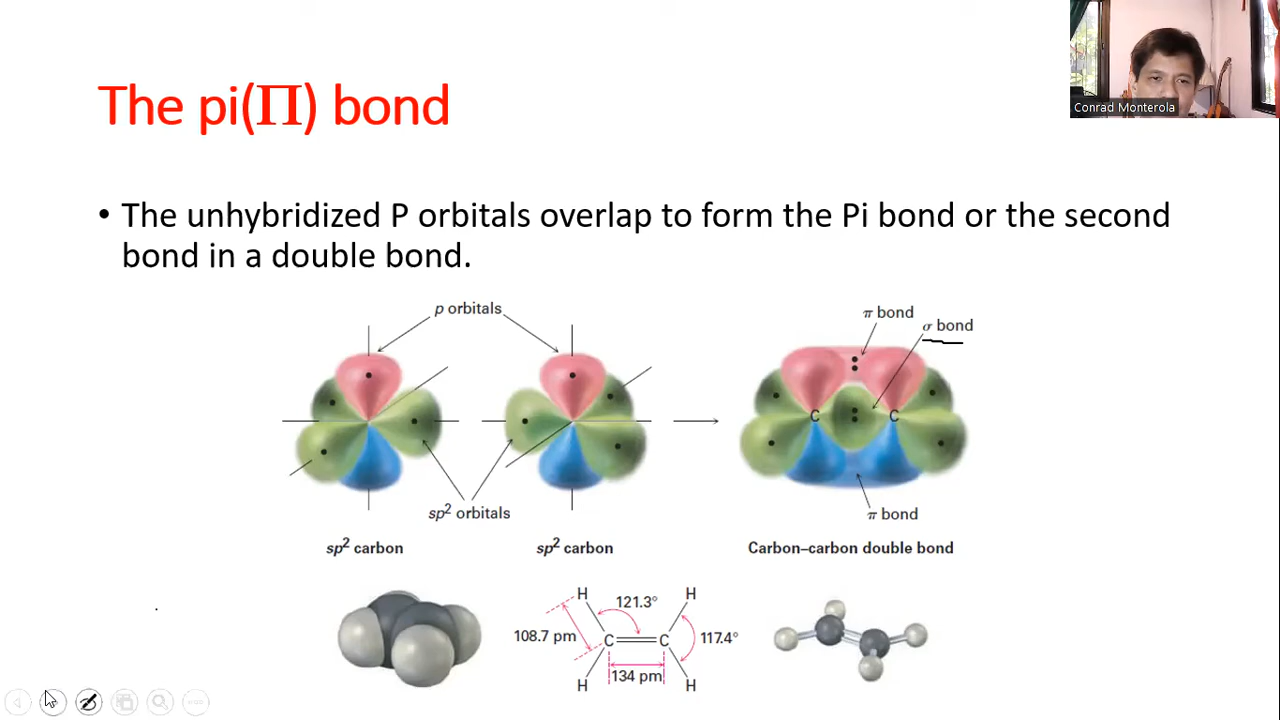 Conrad Monterola
The pi(Π) bond
• The unhybridized P orbitals overlap to form the Pi bond or the second
bond in a double bond.
p orbitals
π bond
σ bond
C C
sp² orbitals
π bond
sp² carbon
sp² carbon
Carbon–carbon double bond
H H
121.3°
108.7 pm
C C
117.4°
134 pm
H H